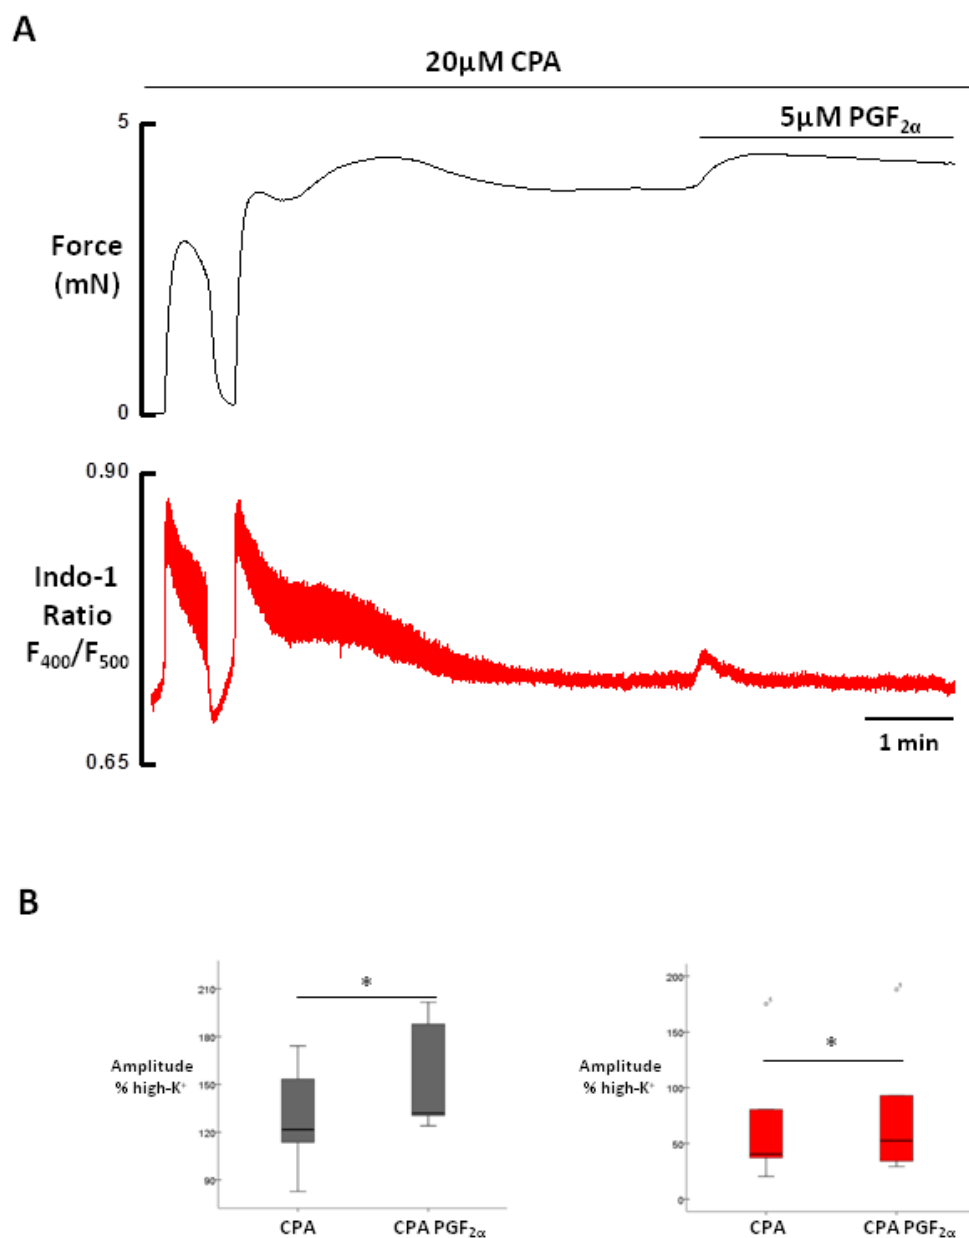 A
20μM CPA
5
5μM PGF2α
Force
(mN)
0
0.90
Indo-1
Ratio
F400/F500
1 min
0.65
B
*
210
180
Amplitude
% high-K+
150
120
90
CPA
CPA PGF2α
200
150
*
Amplitude
% high-K+
100
50
0
CPA
CPA PGF2α